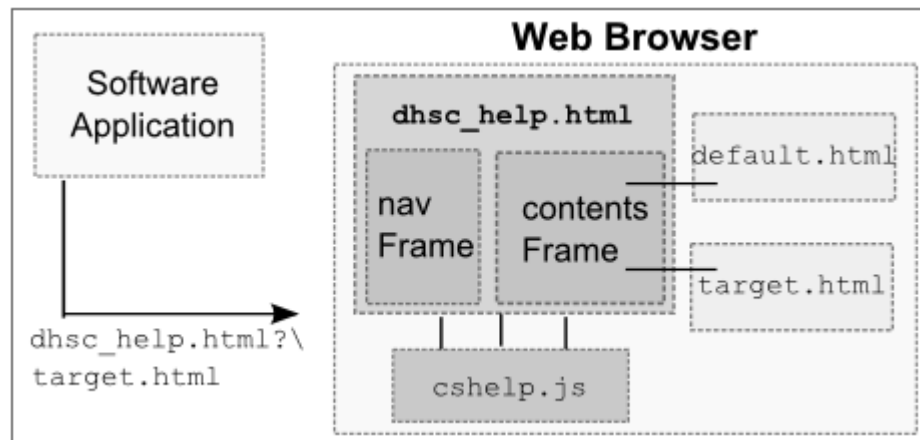 Software
Application
dhsc_help.html?\
target.html
Web Browser
dhsc_help.html
nav
Frame
contents
Frame
default.html
target.html
cshelp.js